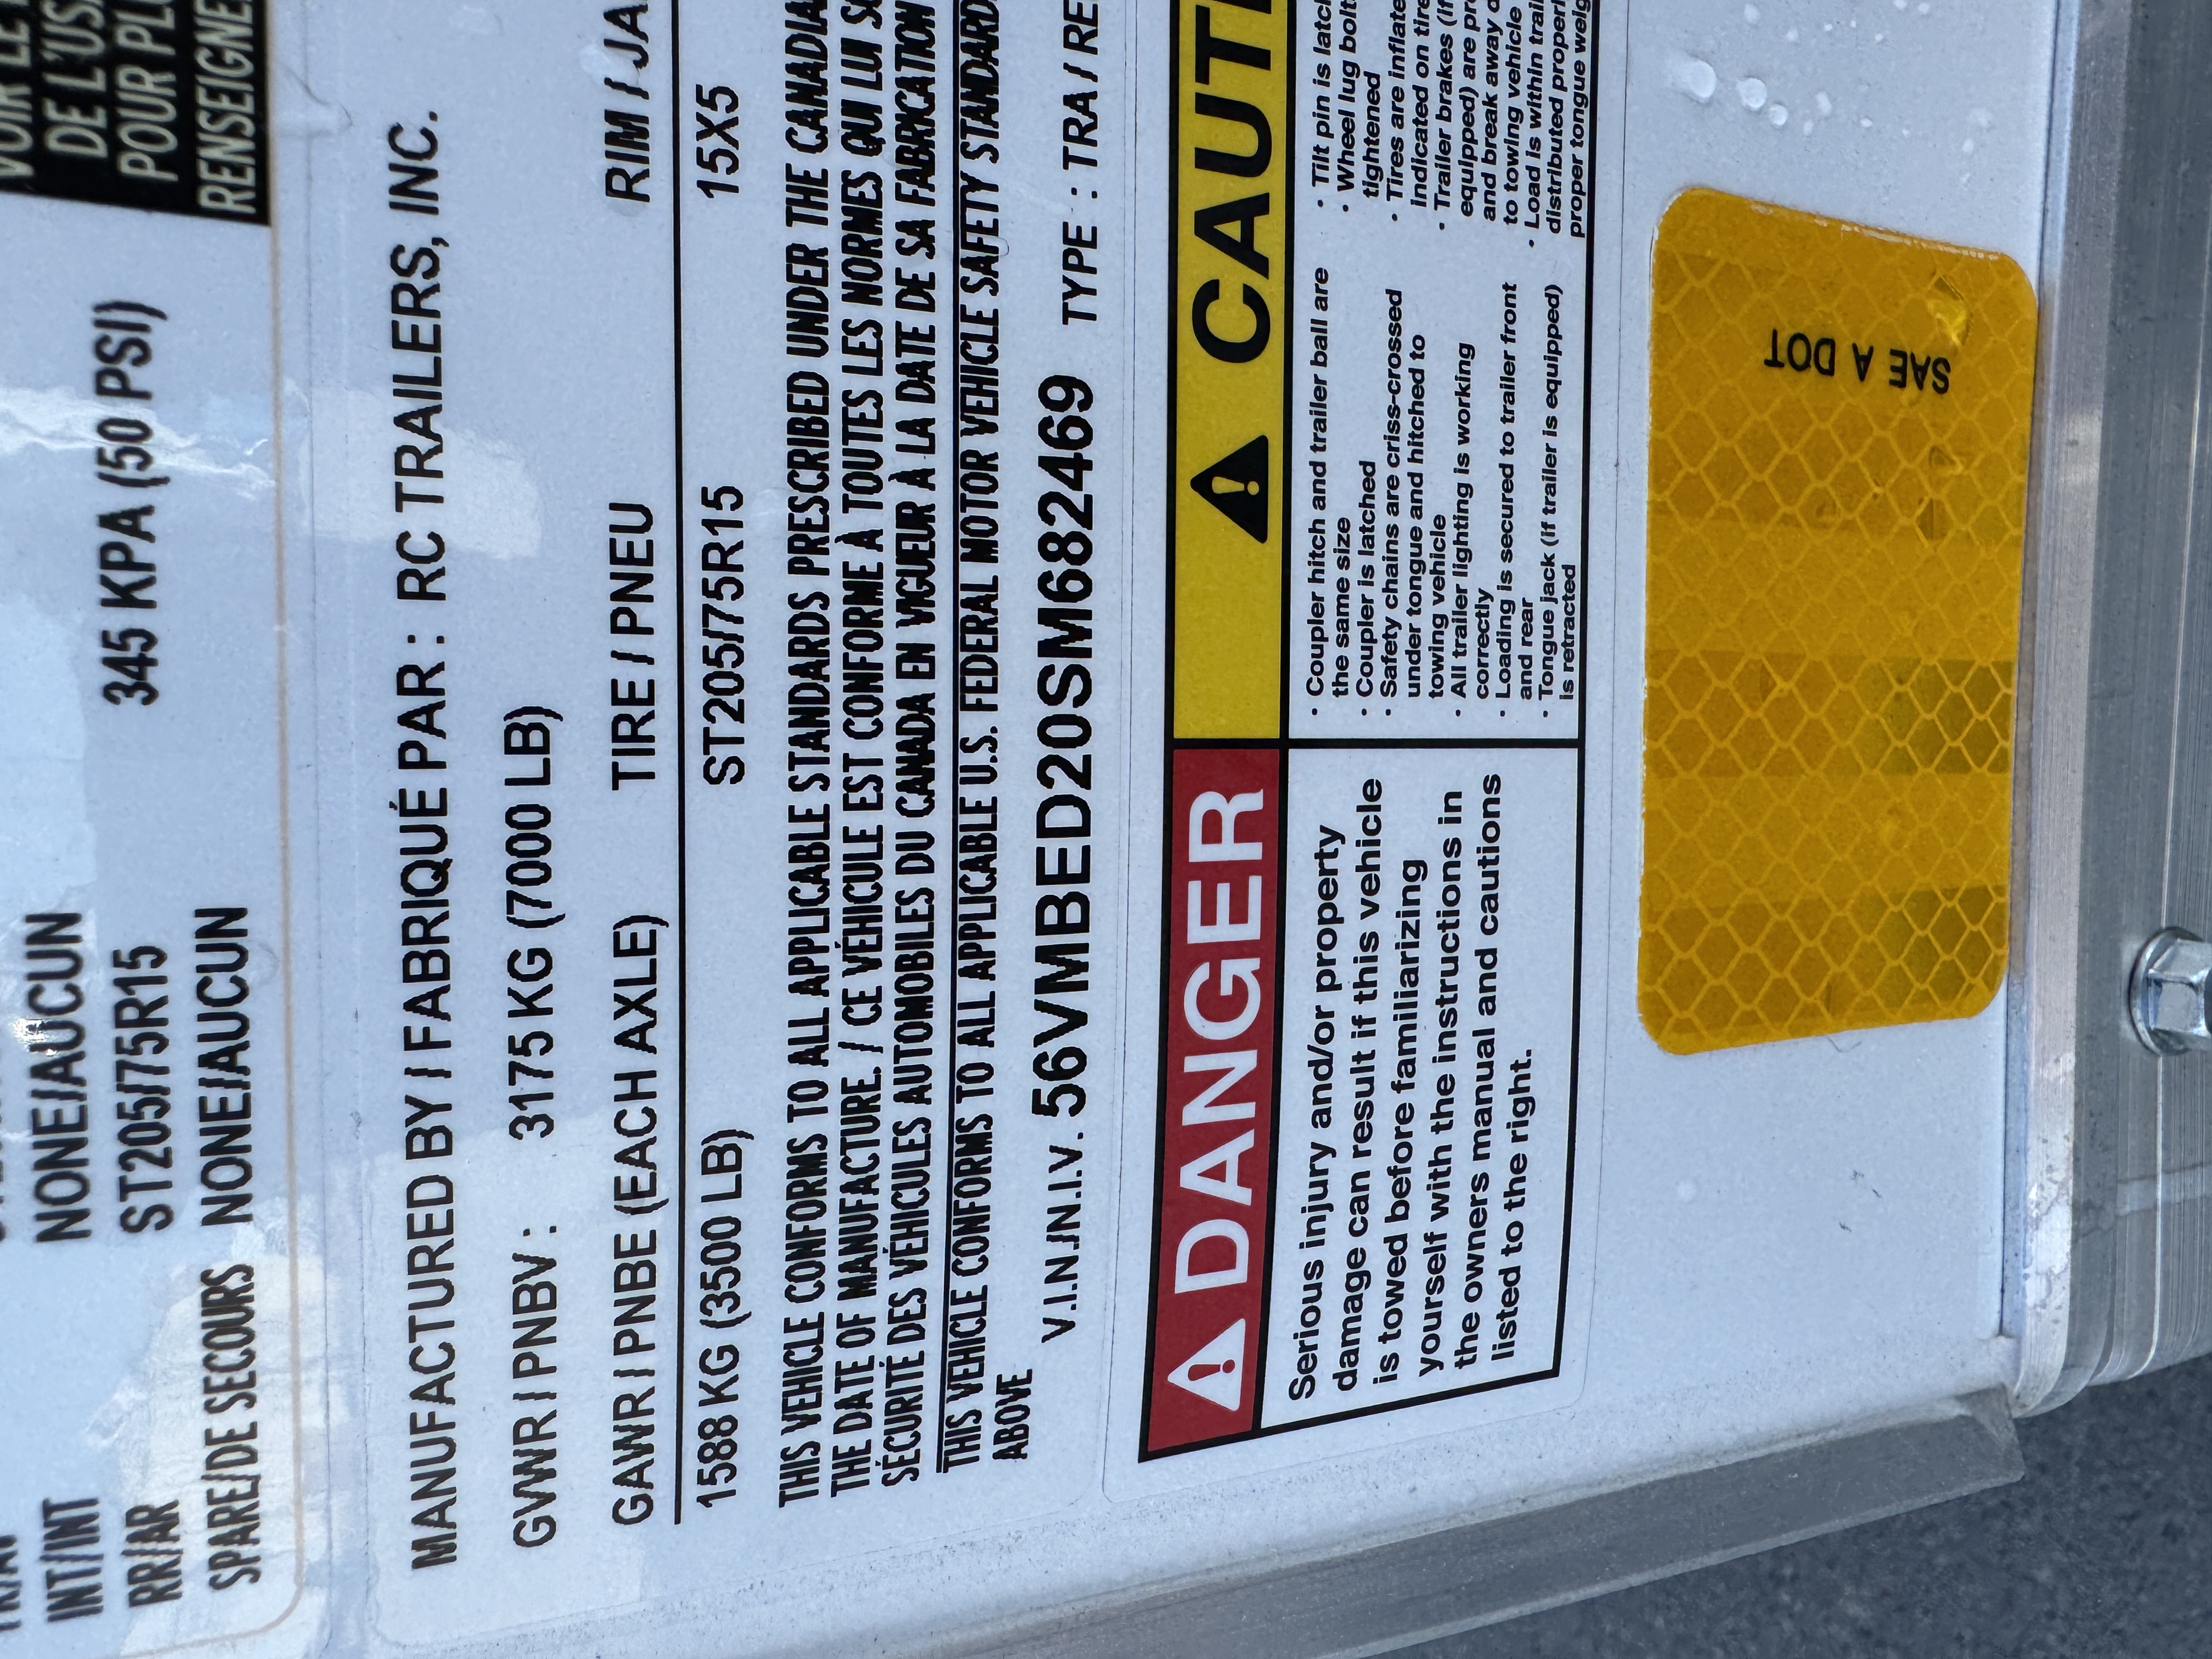 VOIR LE
DE L'US
POUR PLU
RENSEIGNE
INT/INT NONE/AUCUN
RR/AR ST205/75R15 345 KPA (50 PSI)
SPARE/DE SECOURS NONE/AUCUN
MANUFACTURED BY / FABRIQUÉ PAR : RC TRAILERS, INC.
GVWR / PNBV : 3175 KG (7000 LB)
GAWR / PNBE (EACH AXLE) TIRE / PNEU RIM / JA
1588 KG (3500 LB) ST205/75R15 15X5
THIS VEHICLE CONFORMS TO ALL APPLICABLE STANDARDS PRESCRIBED UNDER THE CANADIA
THE DATE OF MANUFACTURE. / CE VÉHICULE EST CONFORME À TOUTES LES NORMES QUI LUI SO
SÉCURITÉ DES VÉHICULES AUTOMOBILES DU CANADA EN VIGUEUR À LA DATE DE SA FABRICATION
THIS VEHICLE CONFORMS TO ALL APPLICABLE U.S. FEDERAL MOTOR VEHICLE SAFETY STANDARD
ABOVE
V.I.N./N.I.V. 56VMBED20SM682469 TYPE : TRA / RE
DANGER
Serious injury and/or property
damage can result if this vehicle
is towed before familiarizing
yourself with the instructions in
the owners manual and cautions
listed to the right.
CAUTI
• Coupler hitch and trailer ball are
the same size
• Coupler is latched
• Safety chains are criss-crossed
under tongue and hitched to
towing vehicle
• All trailer lighting is working
correctly
• Loading is secured to trailer front
and rear
• Tongue jack (if trailer is equipped)
is retracted
• Tilt pin is latch
• Wheel lug bolt
tightened
• Tires are inflate
indicated on tire
• Trailer brakes (if
equipped) are pro
and break away c
to towing vehicle
• Load is within trail
distributed properl
proper tongue weig
SAE A DOT